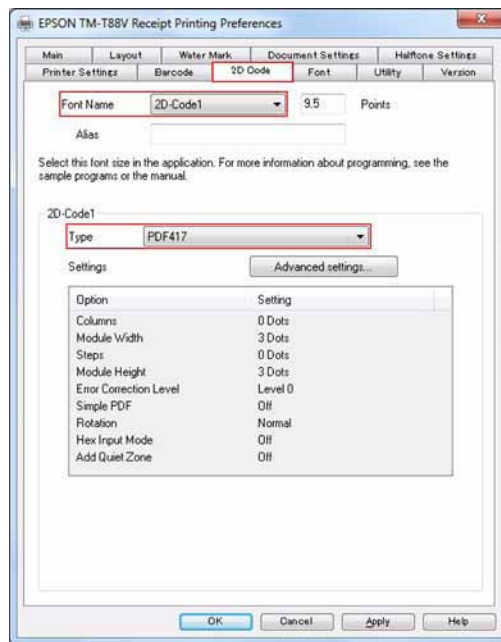 EPSON TM-T88V Receipt Printing Preferences
Main Layout Water Mark Document Settings Halftone Settings
Printer Settings Barcode 2D Code Font Utility Version
Font Name 2D-Code1 9.5 Points
Alias
Select this font size in the application. For more information about programming, see the
sample programs or the manual.
2D-Code1
Type PDF417
Settings Advanced settings...
Option Setting
Columns 0 Dots
Module Width 3 Dots
Steps 0 Dots
Module Height 3 Dots
Error Correction Level Level 0
Simple PDF Off
Rotation Normal
Hex Input Mode Off
Add Quiet Zone Off
OK Cancel Apply Help